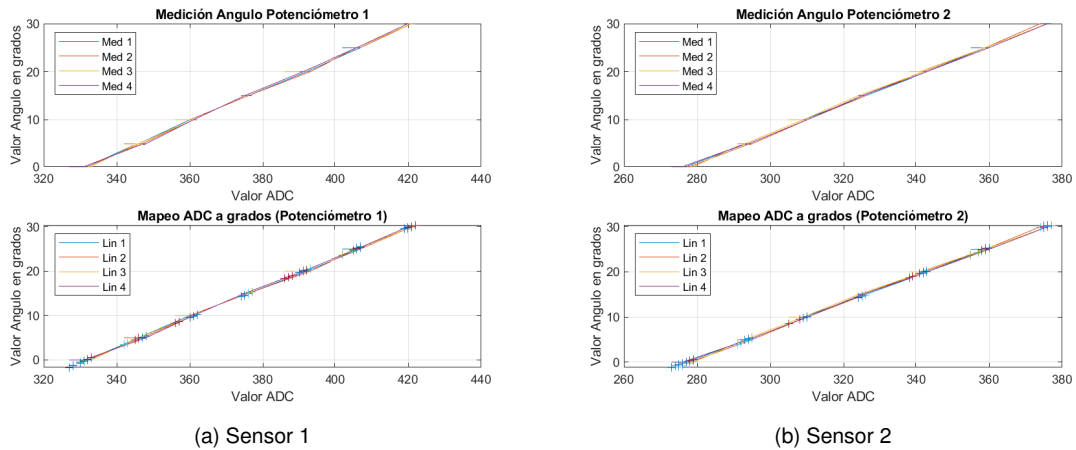 Medición Angulo Potenciómetro 1
Valor Angulo en grados
30
20
10
0
Med 1
Med 2
Med 3
Med 4
320 340 360 380 400 420 440
Valor ADC
Mapeo ADC a grados (Potenciómetro 1)
Valor Angulo en grados
30
20
10
0
Lin 1
Lin 2
Lin 3
Lin 4
320 340 360 380 400 420 440
Valor ADC
(a) Sensor 1
Medición Angulo Potenciómetro 2
Valor Angulo en grados
30
20
10
0
Med 1
Med 2
Med 3
Med 4
260 280 300 320 340 360 380
Valor ADC
Mapeo ADC a grados (Potenciómetro 2)
Valor Angulo en grados
30
20
10
0
Lin 1
Lin 2
Lin 3
Lin 4
260 280 300 320 340 360 380
Valor ADC
(b) Sensor 2